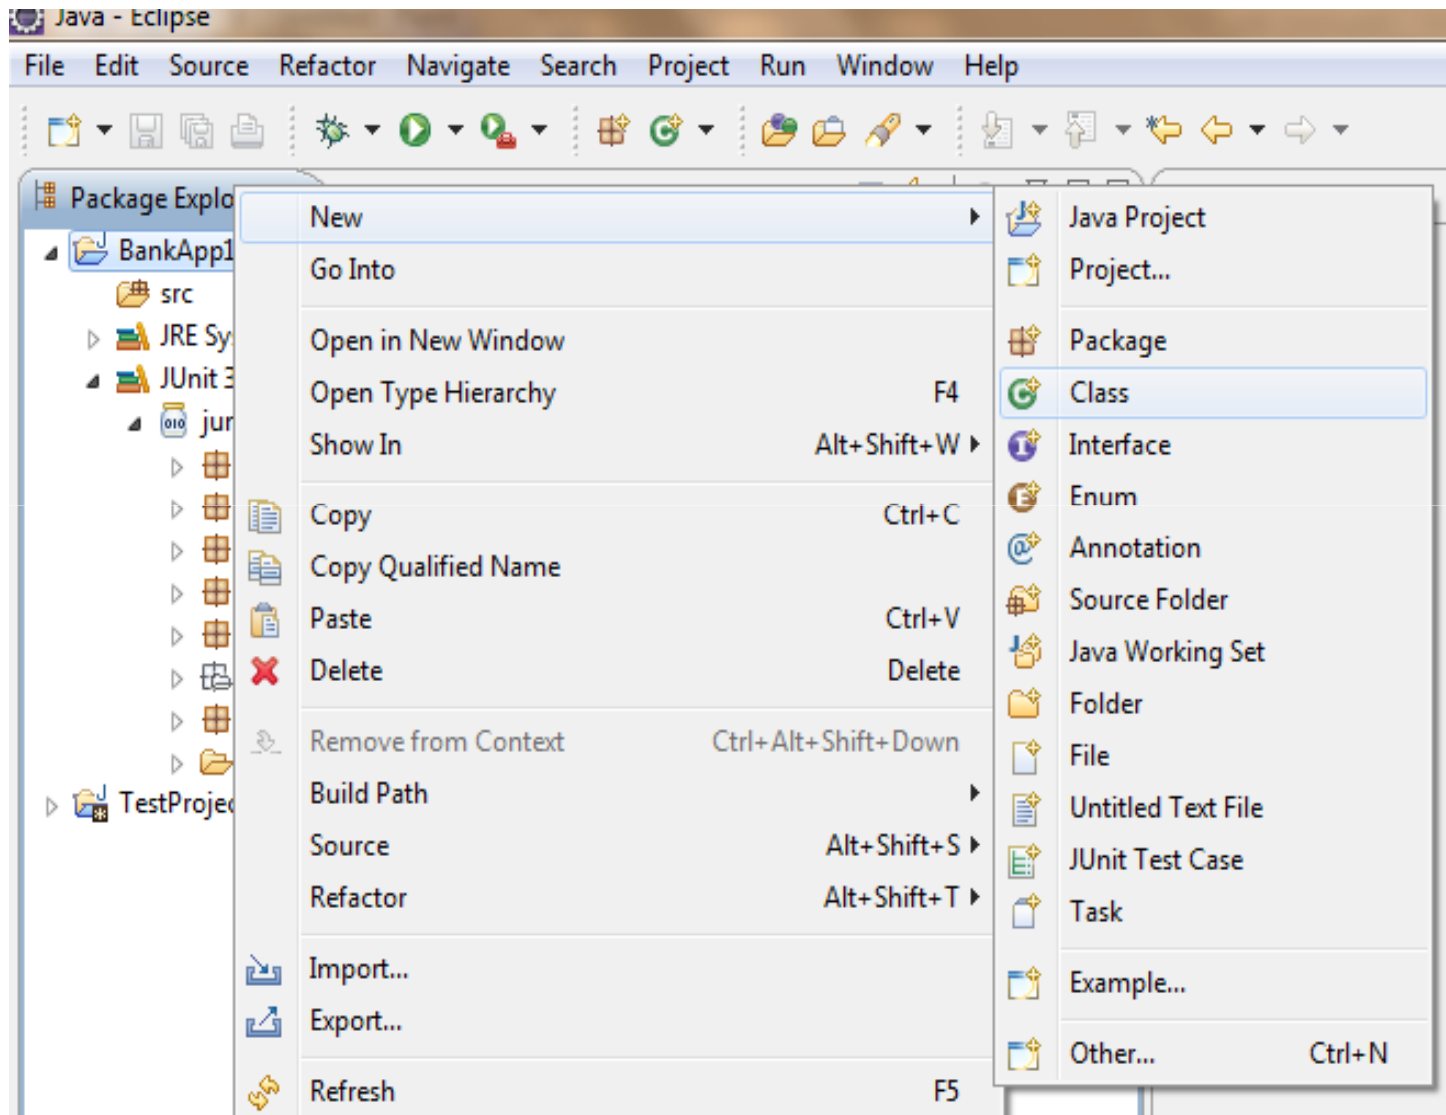 Java - Eclipse
File Edit Source Refactor Navigate Search Project Run Window Help
Package Explo
BankApp1
src
JRE Sy
JUnit 3
jun
TestProjec
New
Go Into
Open in New Window
Open Type Hierarchy F4
Show In Alt+Shift+W
Copy Ctrl+C
Copy Qualified Name
Paste Ctrl+V
Delete Delete
Remove from Context Ctrl+Alt+Shift+Down
Build Path
Source Alt+Shift+S
Refactor Alt+Shift+T
Import...
Export...
Refresh F5
Java Project
Project...
Package
Class
Interface
Enum
Annotation
Source Folder
Java Working Set
Folder
File
Untitled Text File
JUnit Test Case
Task
Example...
Other... Ctrl+N